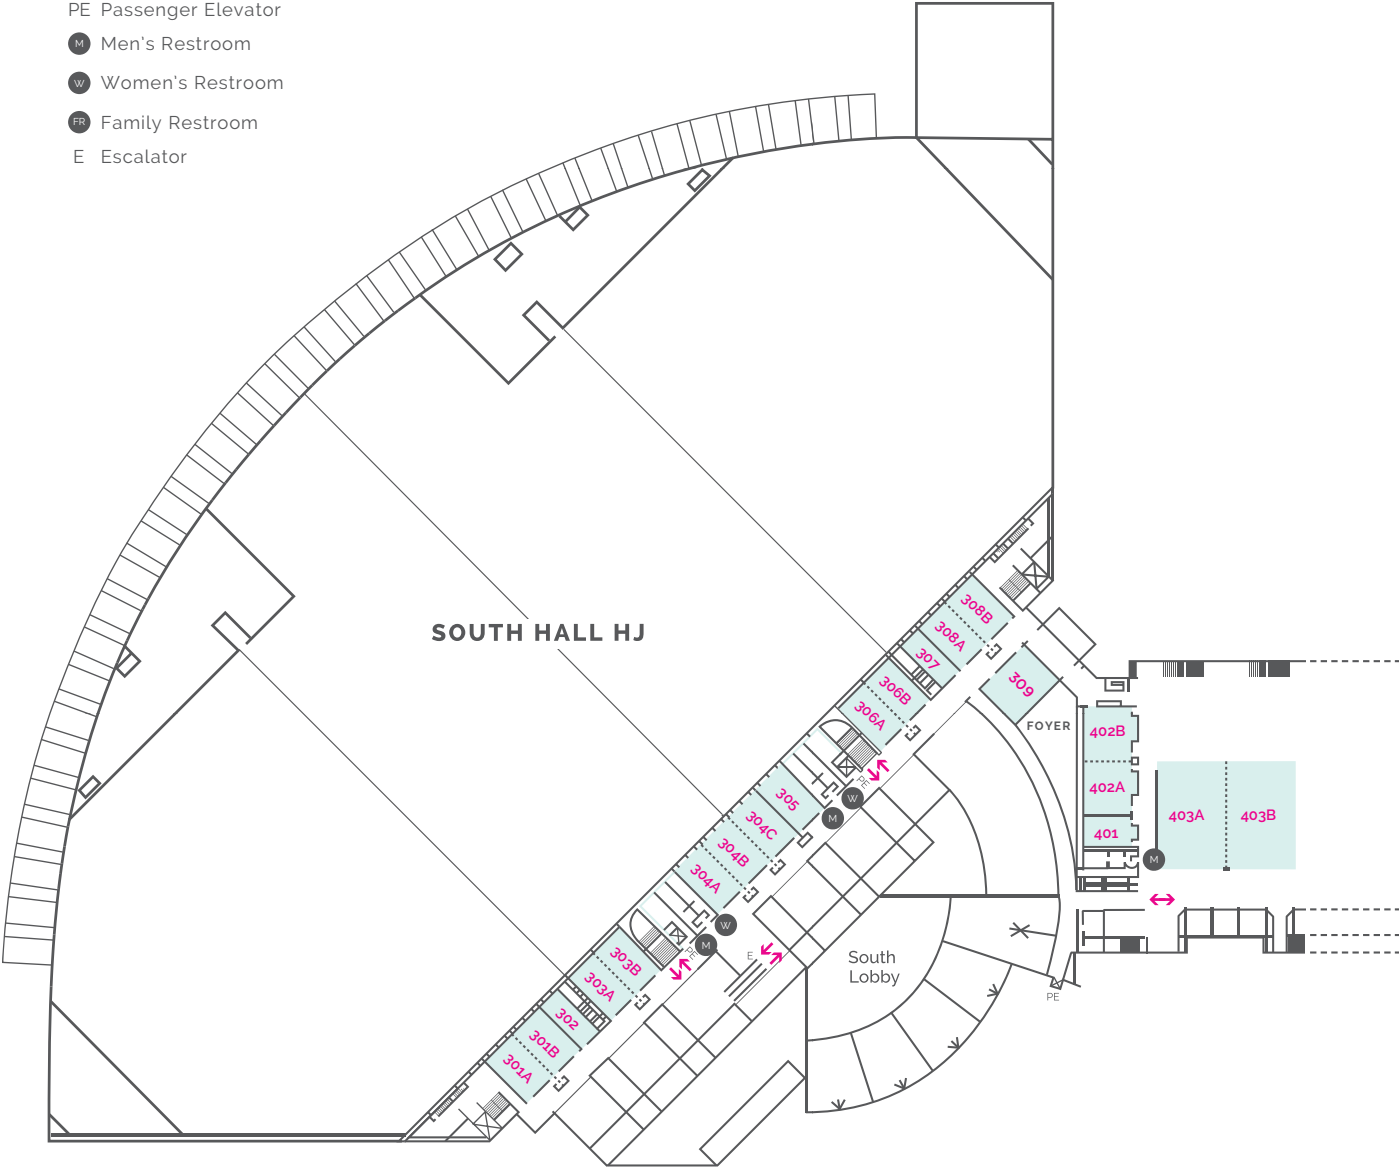 PE Passenger Elevator
M Men's Restroom
W Women's Restroom
FR Family Restroom
E Escalator
SOUTH HALL HJ
308B
308A
307
306B
306A
309
FOYER
402B
402A
401
403A
403B
M
305
304C
304B
304A
PE
W
M
303B
303A
302
301B
301A
PE
W
M
E
South
Lobby
PE